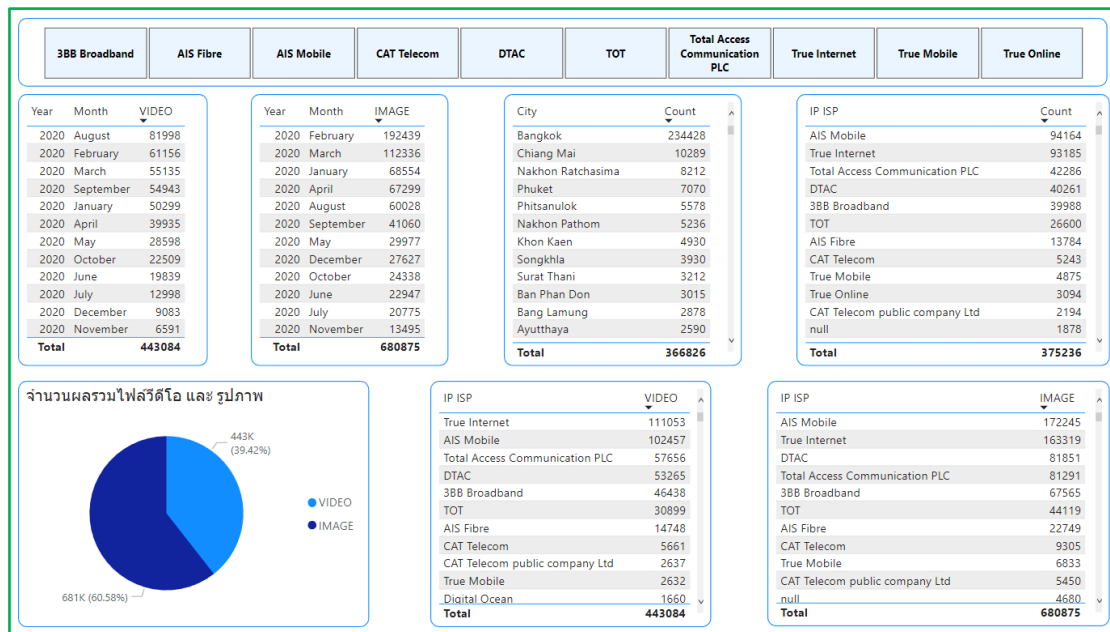 3BB Broadband
AIS Fibre
AIS Mobile
CAT Telecom
DTAC
TOT
Total Access
Communication
PLC
True Internet
True Mobile
True Online
Year Month VIDEO
2020 August 81998
2020 February 61156
2020 March 55135
2020 September 54943
2020 January 50299
2020 April 39935
2020 May 28598
2020 October 22509
2020 June 19839
2020 July 12998
2020 December 9083
2020 November 6591
Total 443084
Year Month IMAGE
2020 February 192439
2020 March 112336
2020 January 68554
2020 April 67299
2020 August 60028
2020 September 41060
2020 May 29977
2020 December 27627
2020 October 24338
2020 June 22947
2020 July 20775
2020 November 13495
Total 680875
City Count
Bangkok 234428
Chiang Mai 10289
Nakhon Ratchasima 8212
Phuket 7070
Phitsanulok 5578
Nakhon Pathom 5236
Khon Kaen 4930
Songkhla 3930
Surat Thani 3212
Ban Phan Don 3015
Bang Lamung 2878
Ayutthaya 2590
Total 366826
IP ISP Count
AIS Mobile 94164
True Internet 93185
Total Access Communication PLC 42286
DTAC 40261
3BB Broadband 39988
TOT 26600
AIS Fibre 13784
CAT Telecom 5243
True Mobile 4875
True Online 3094
CAT Telecom public company Ltd 2194
null 1878
Total 375236
จำนวนผลรวมไฟล์วีดีโอ และ รูปภาพ
443K
(39.42%)
VIDEO
IMAGE
681K (60.58%)
IP ISP VIDEO
True Internet 111053
AIS Mobile 102457
Total Access Communication PLC 57656
DTAC 53265
3BB Broadband 46438
TOT 30899
AIS Fibre 14748
CAT Telecom 5661
CAT Telecom public company Ltd 2637
True Mobile 2632
Digital Ocean 1660
Total 443084
IP ISP IMAGE
AIS Mobile 172245
True Internet 163319
DTAC 81851
Total Access Communication PLC 81291
3BB Broadband 67565
TOT 44119
AIS Fibre 22749
CAT Telecom 9305
True Mobile 6833
CAT Telecom public company Ltd 5450
null 4680
Total 680875